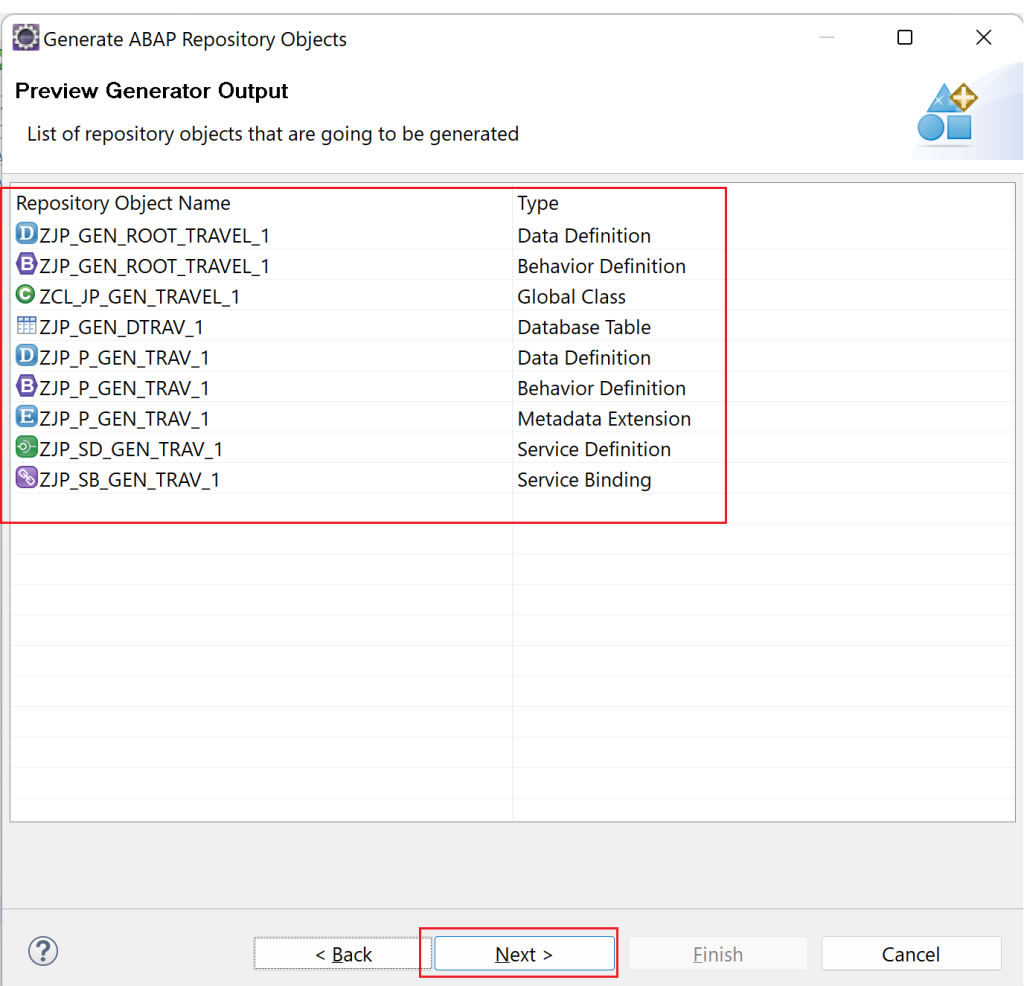 Generate ABAP Repository Objects
Preview Generator Output
List of repository objects that are going to be generated
Repository Object Name Type
D ZJP_GEN_ROOT_TRAVEL_1 Data Definition
B ZJP_GEN_ROOT_TRAVEL_1 Behavior Definition
C ZCL_JP_GEN_TRAVEL_1 Global Class
ZJP_GEN_DTRAV_1 Database Table
D ZJP_P_GEN_TRAV_1 Data Definition
B ZJP_P_GEN_TRAV_1 Behavior Definition
E ZJP_P_GEN_TRAV_1 Metadata Extension
ZJP_SD_GEN_TRAV_1 Service Definition
ZJP_SB_GEN_TRAV_1 Service Binding
? < Back Next > Finish Cancel